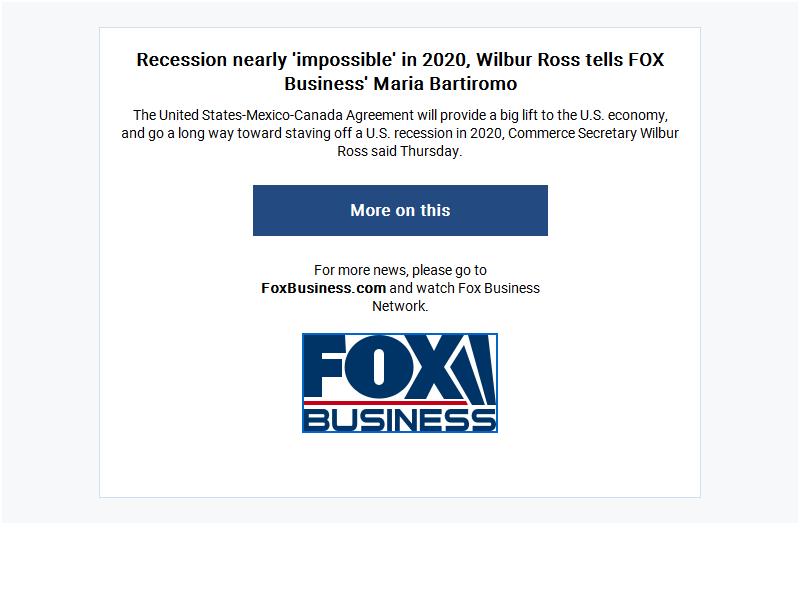 Recession nearly 'impossible' in 2020, Wilbur Ross tells FOX
Business' Maria Bartiromo
The United States-Mexico-Canada Agreement will provide a big lift to the U.S. economy,
and go a long way toward staving off a U.S. recession in 2020, Commerce Secretary Wilbur
Ross said Thursday.
More on this
For more news, please go to
FoxBusiness.com and watch Fox Business
Network.
FOX
BUSINESS